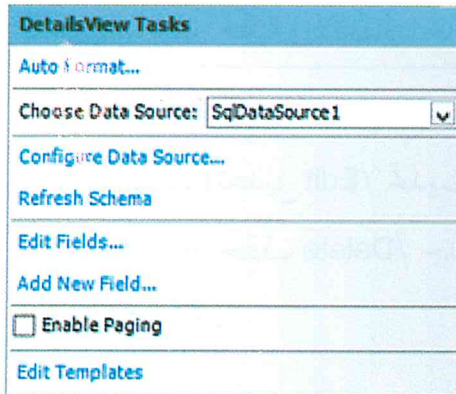 DetailsView Tasks
Auto Format...
Choose Data Source: SqlDataSource1
Configure Data Source...
Refresh Schema
Edit Fields...
Add New Field...
Enable Paging
Edit Templates